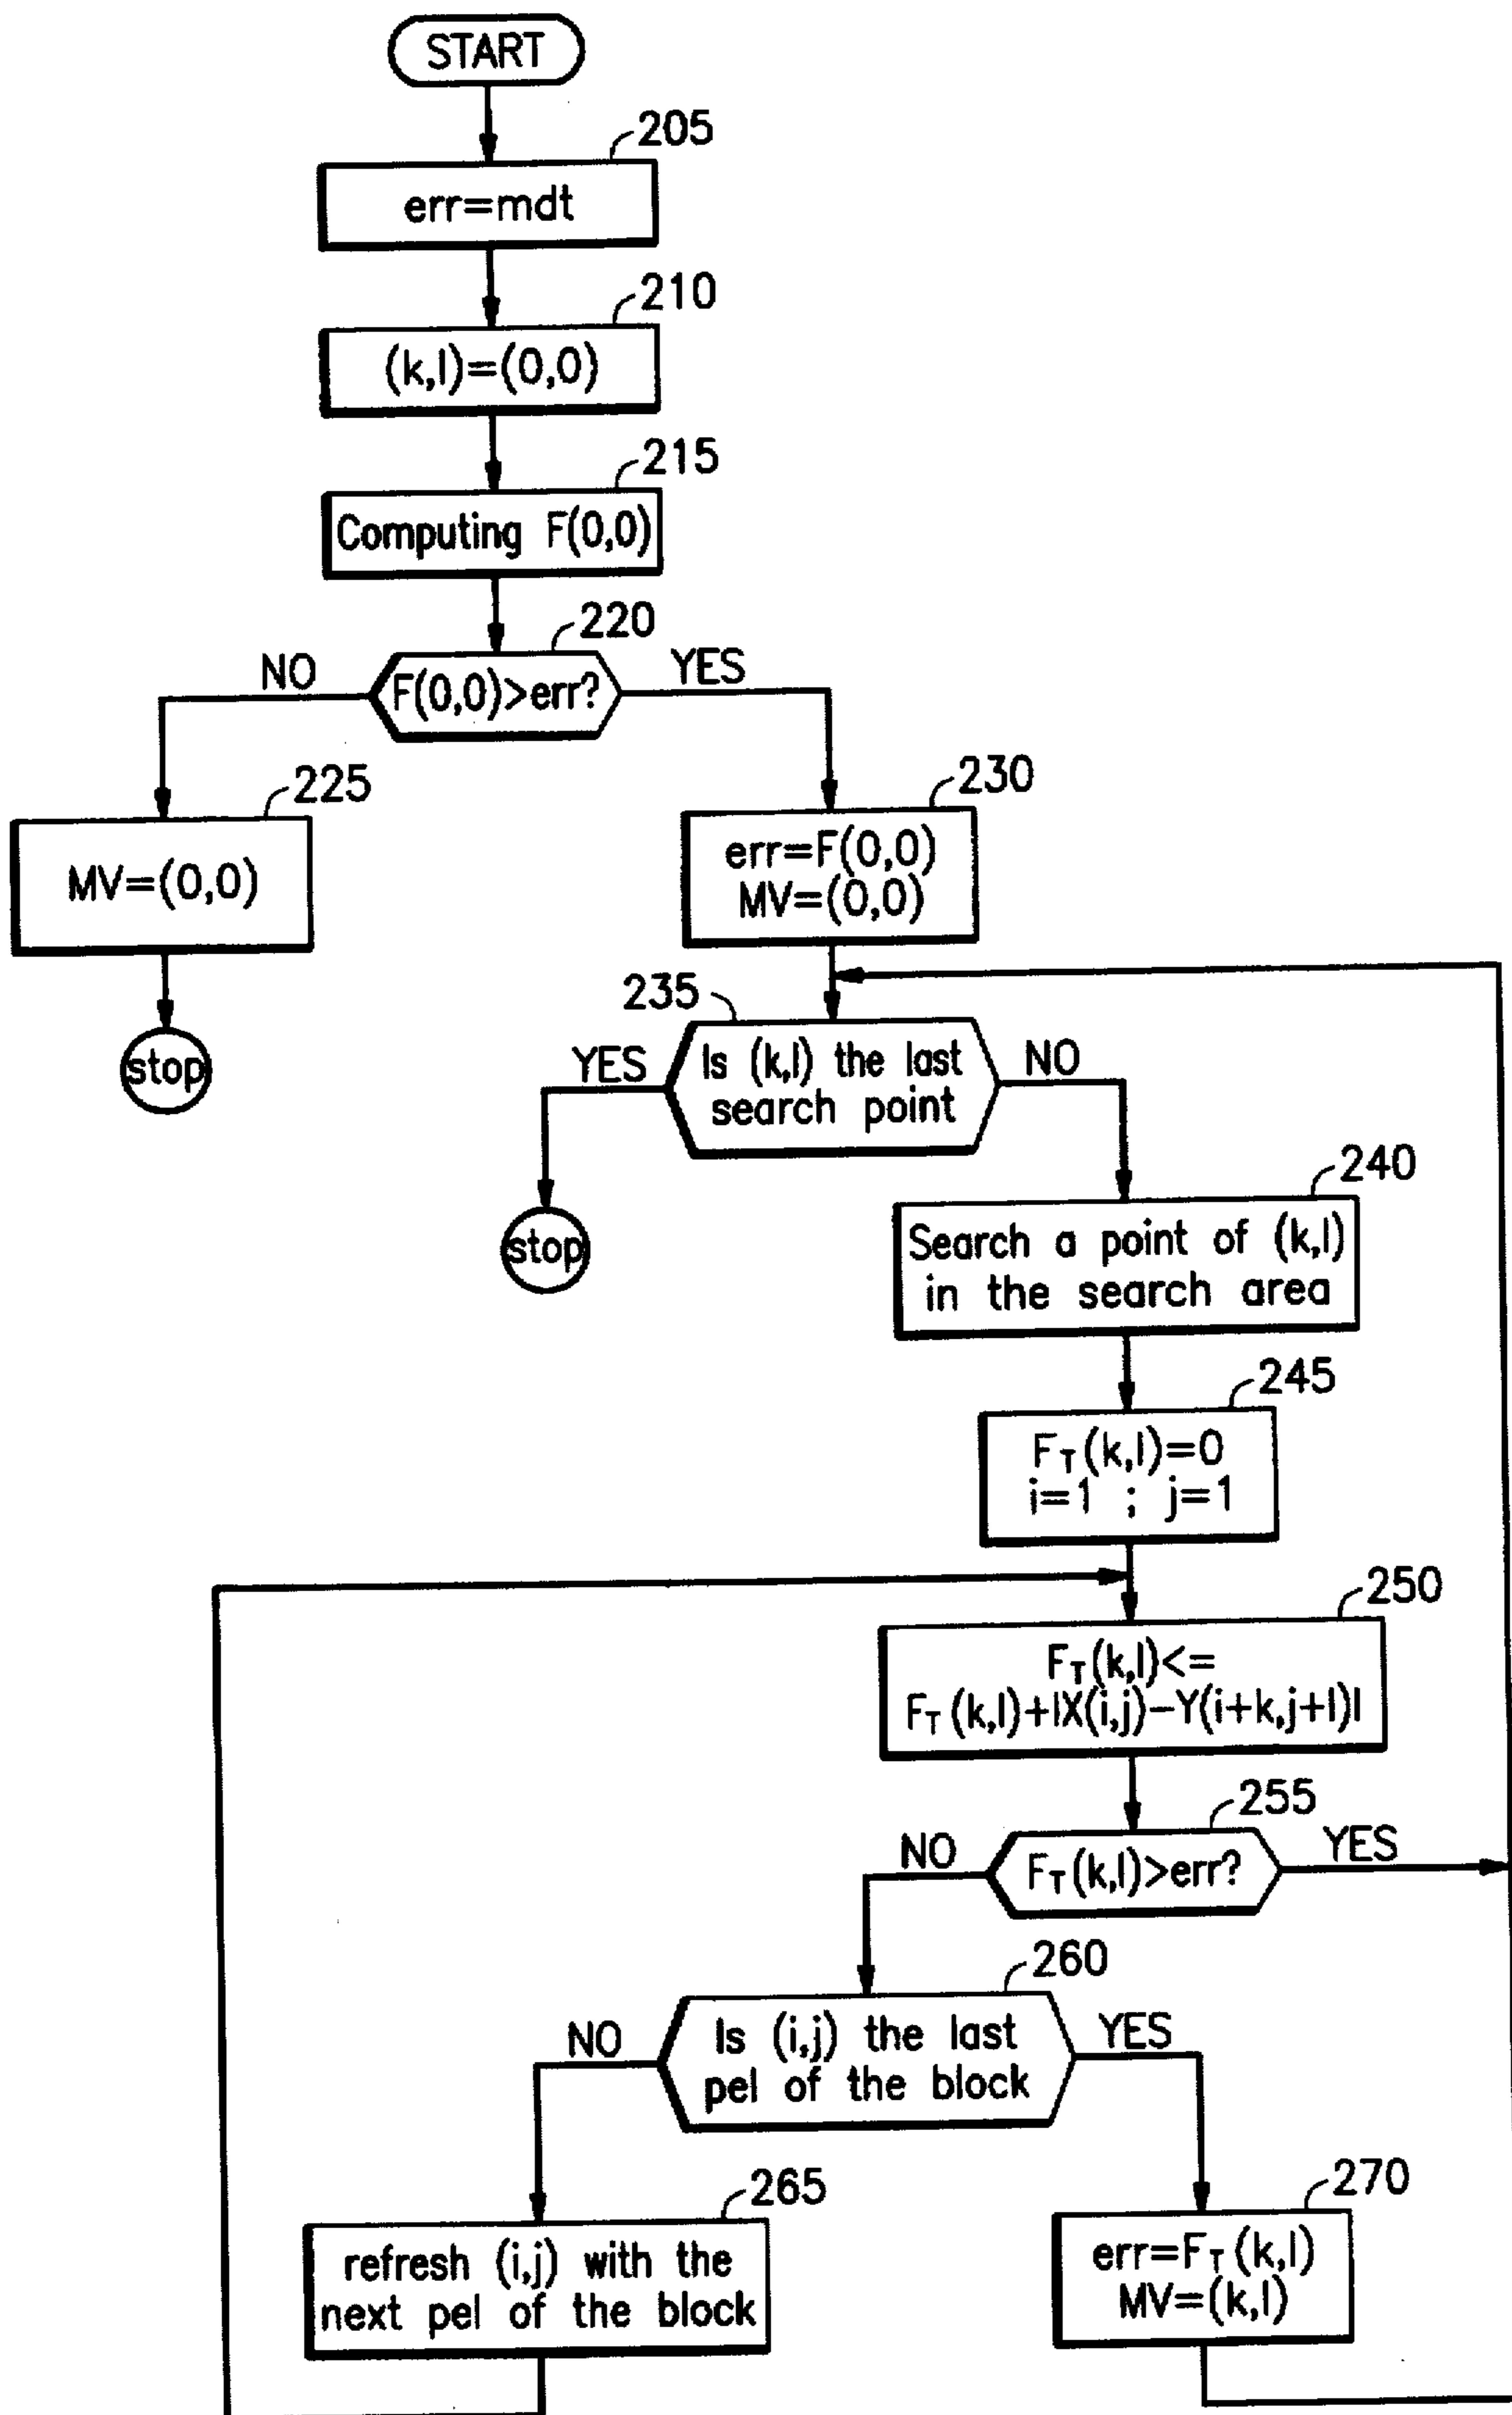 START
205
err=mdt
210
(k,l)=(0,0)
215
Computing F(0,0)
220
NO
F(0,0)>err?
YES
225
MV=(0,0)
stop
230
err=F(0,0)
MV=(0,0)
235
YES
Is (k,l) the last
search point
NO
stop
240
Search a point of (k,l)
in the search area
245
F_T(k,l)=0
i=1 ; j=1
250
F_T(k,l)<=
F_T(k,l)+|X(i,j)-Y(i+k,j+l)|
255
NO
F_T(k,l)>err?
YES
260
NO
Is (i,j) the last
pel of the block
YES
265
refresh (i,j) with the
next pel of the block
270
err=F_T(k,l)
MV=(k,l)